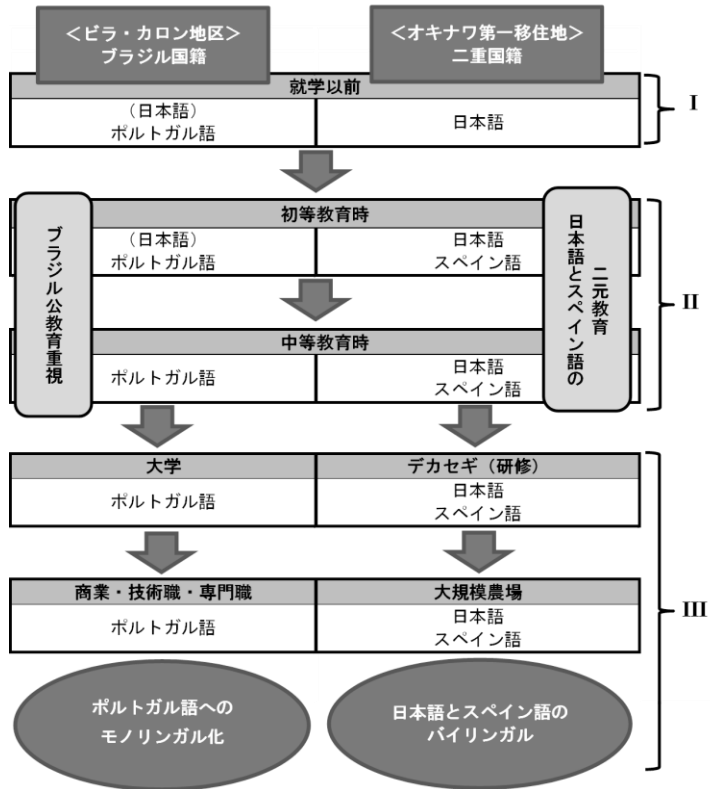 ＜ビラ・カロン地区＞
ブラジル国籍
＜オキナワ第一移住地＞
二重国籍
就学以前
（日本語）
ポルトガル語
日本語
I
初等教育時
（日本語）
ポルトガル語
日本語
スペイン語
ブラジル公教育重視
二元教育
日本語とスペイン語の
II
中等教育時
ポルトガル語
日本語
スペイン語
大学
デカセギ（研修）
ポルトガル語
日本語
スペイン語
商業・技術職・専門職
大規模農場
ポルトガル語
日本語
スペイン語
III
ポルトガル語への
モノリンガル化
日本語とスペイン語の
バイリンガル